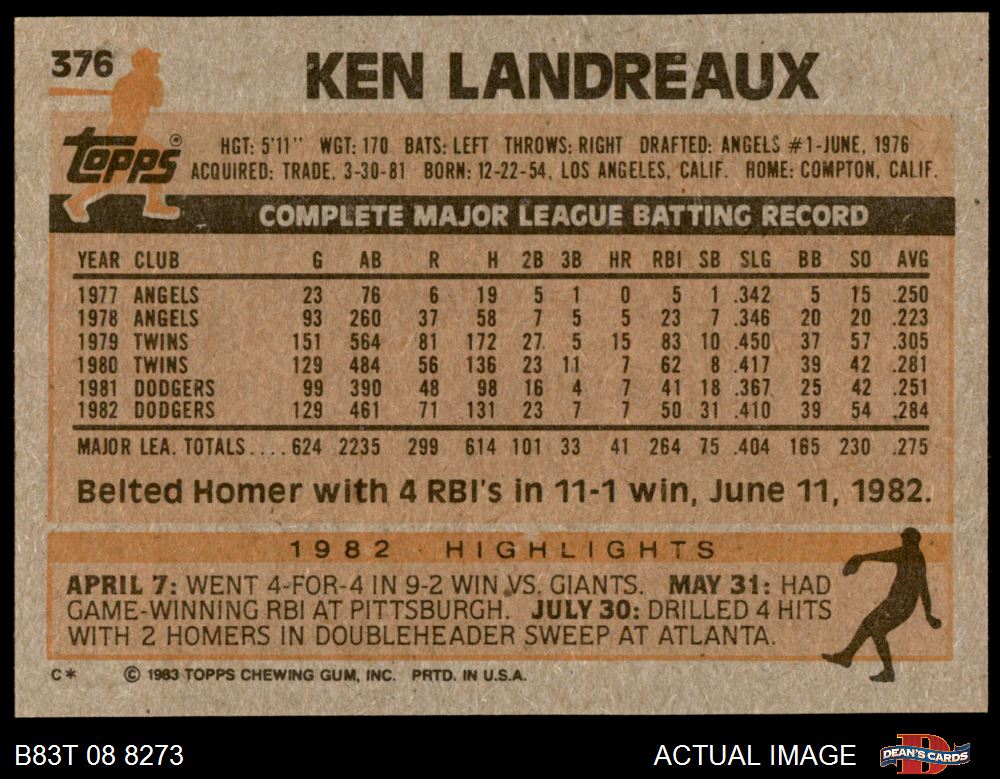 376
KEN LANDREAUX
Topps®
HGT: 5'11" WGT: 170 BATS: LEFT THROWS: RIGHT DRAFTED: ANGELS #1-JUNE, 1976
ACQUIRED: TRADE, 3-30-81 BORN: 12-22-54, LOS ANGELES, CALIF. HOME: COMPTON, CALIF.
COMPLETE MAJOR LEAGUE BATTING RECORD
YEAR CLUB G AB R H 2B 3B HR RBI SB SLG BB SO AVG
1977 ANGELS 23 76 6 19 5 1 0 5 1 .342 5 15 .250
1978 ANGELS 93 260 37 58 7 5 5 23 7 .346 20 20 .223
1979 TWINS 151 564 81 172 27 5 15 83 10 .450 37 57 .305
1980 TWINS 129 484 56 136 23 11 7 62 8 .417 39 42 .281
1981 DODGERS 99 390 48 98 16 4 7 41 18 .367 25 42 .251
1982 DODGERS 129 461 71 131 23 7 7 50 31 .410 39 54 .284
MAJOR LEA. TOTALS.... 624 2235 299 614 101 33 41 264 75 .404 165 230 .275
Belted Homer with 4 RBI's in 11-1 win, June 11, 1982.
1982 HIGHLIGHTS
APRIL 7: WENT 4-FOR-4 IN 9-2 WIN VS. GIANTS. MAY 31: HAD
GAME-WINNING RBI AT PITTSBURGH. JULY 30: DRILLED 4 HITS
WITH 2 HOMERS IN DOUBLEHEADER SWEEP AT ATLANTA.
C* © 1983 TOPPS CHEWING GUM, INC. PRTD. IN U.S.A.
B83T 08 8273
ACTUAL IMAGE
DEAN'S CARDS